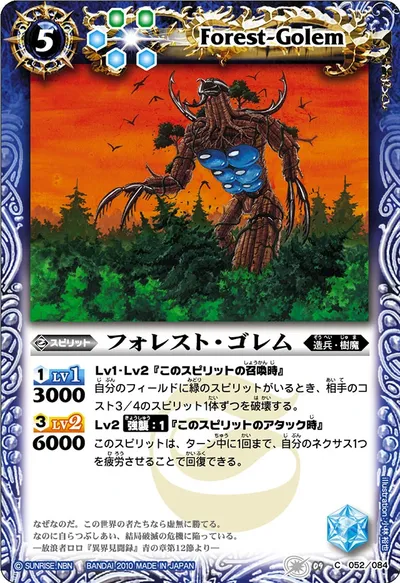 5
Forest-Golem
②スピリット
フォレスト・ゴレム
造兵・樹魔
1 LV1
3000
3 LV2
6000
Lv1・Lv2『このスピリットの召喚時』
自分のフィールドに緑のスピリットがいるとき、相手のコ
スト3/4のスピリット1体ずつを破壊する。
Lv2 強襲:1『このスピリットのアタック時』
このスピリットは、ターン中に1回まで、自分のネクサス1つ
を疲労させることで回復できる。
なぜなのだ。この世界の者たちなら虚無に勝てる。
なのに自らつぶしあい、結局破滅の危機に陥っている。
―放浪者ロロ『異界見聞録』青の章第12節より―
©SUNRISE,NBN BANDAI 2010 MADE IN JAPAN
C 052/084